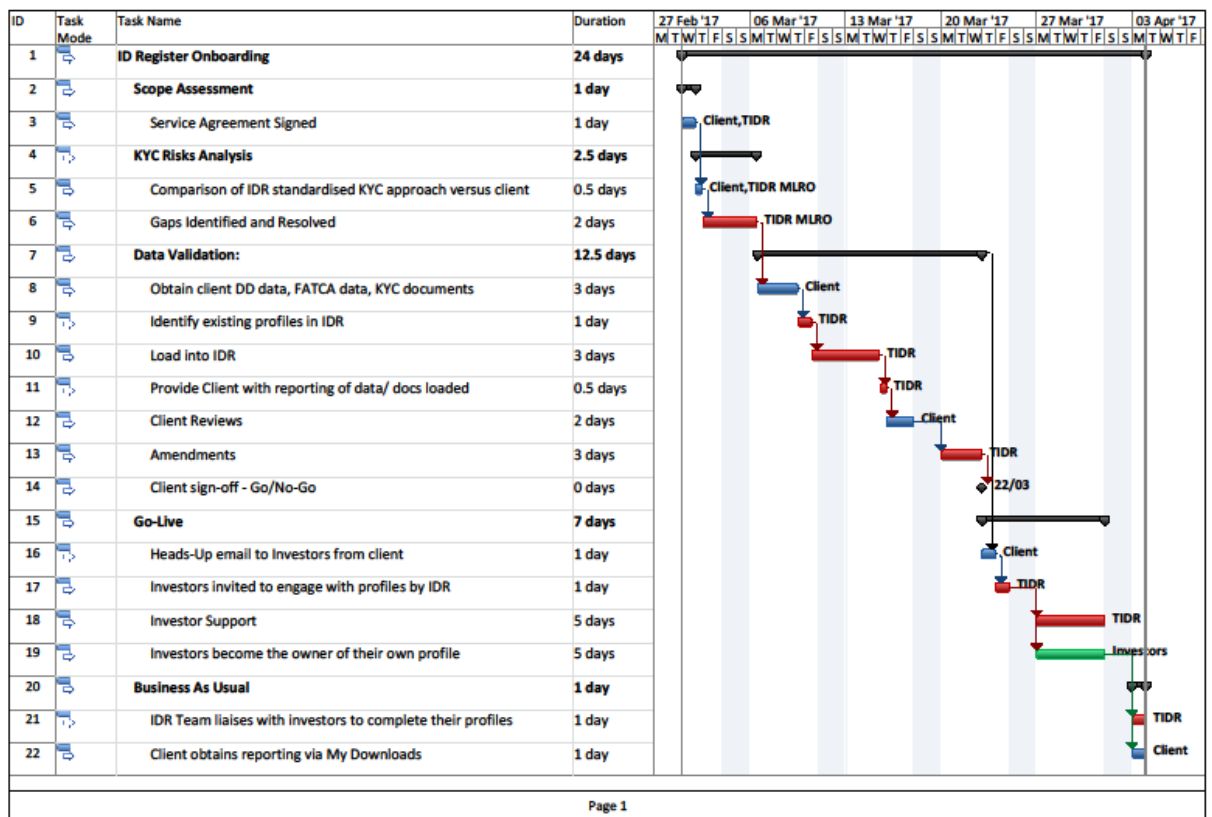 ID Task Mode Task Name Duration 27 Feb '17 06 Mar '17 13 Mar '17 20 Mar '17 27 Mar '17 03 Apr '17
M T W T F S S M T W T F S S M T W T F S S M T W T F S S M T W T F S S M T W T F
1 ID Register Onboarding 24 days
2 Scope Assessment 1 day
3 Service Agreement Signed 1 day Client,TIDR
4 KYC Risks Analysis 2.5 days
5 Comparison of IDR standardised KYC approach versus client 0.5 days Client,TIDR MLRO
6 Gaps Identified and Resolved 2 days TIDR MLRO
7 Data Validation: 12.5 days
8 Obtain client DD data, FATCA data, KYC documents 3 days Client
9 Identify existing profiles in IDR 1 day TIDR
10 Load into IDR 3 days TIDR
11 Provide Client with reporting of data/ docs loaded 0.5 days TIDR
12 Client Reviews 2 days Client
13 Amendments 3 days TIDR
14 Client sign-off - Go/No-Go 0 days 22/03
15 Go-Live 7 days
16 Heads-Up email to Investors from client 1 day Client
17 Investors invited to engage with profiles by IDR 1 day TIDR
18 Investor Support 5 days TIDR
19 Investors become the owner of their own profile 5 days Investors
20 Business As Usual 1 day
21 IDR Team liaises with investors to complete their profiles 1 day TIDR
22 Client obtains reporting via My Downloads 1 day Client
Page 1